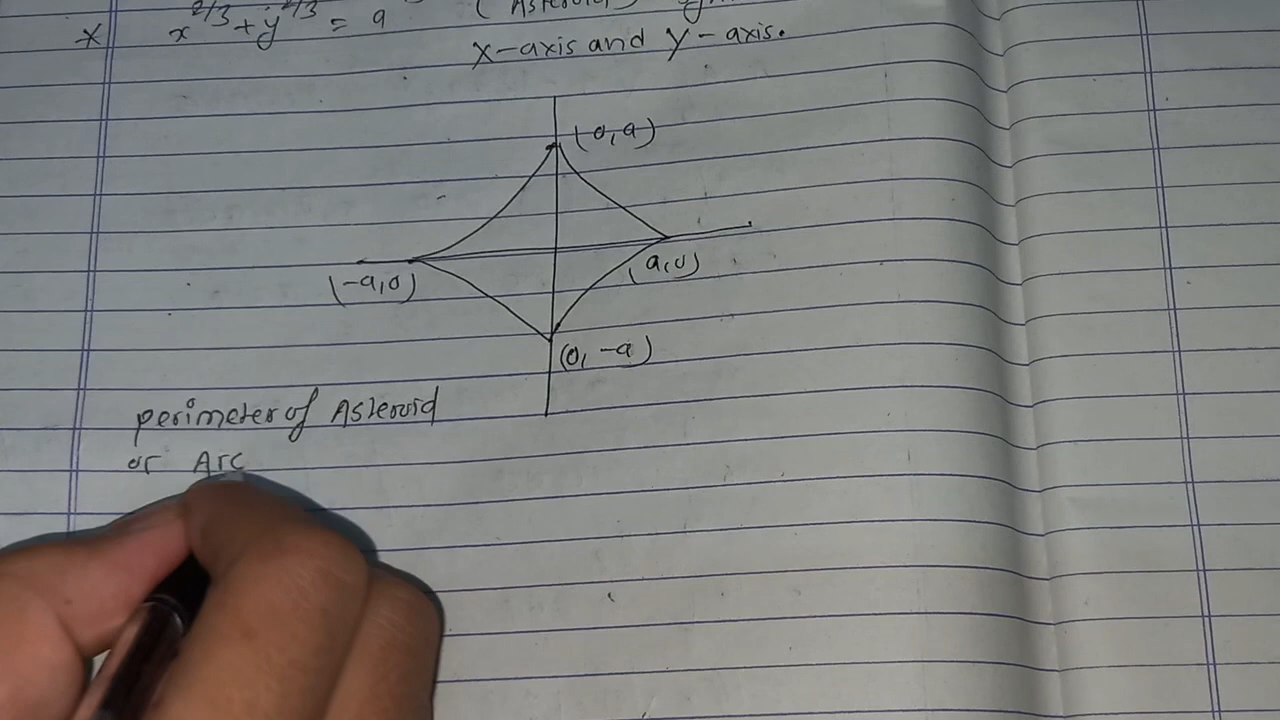 x^2/3 + y^2/3 = a
X-axis and Y-axis.
(0, a)
(a, 0)
(-a, 0)
(0, -a)
perimeter of Asteroid
or Arc